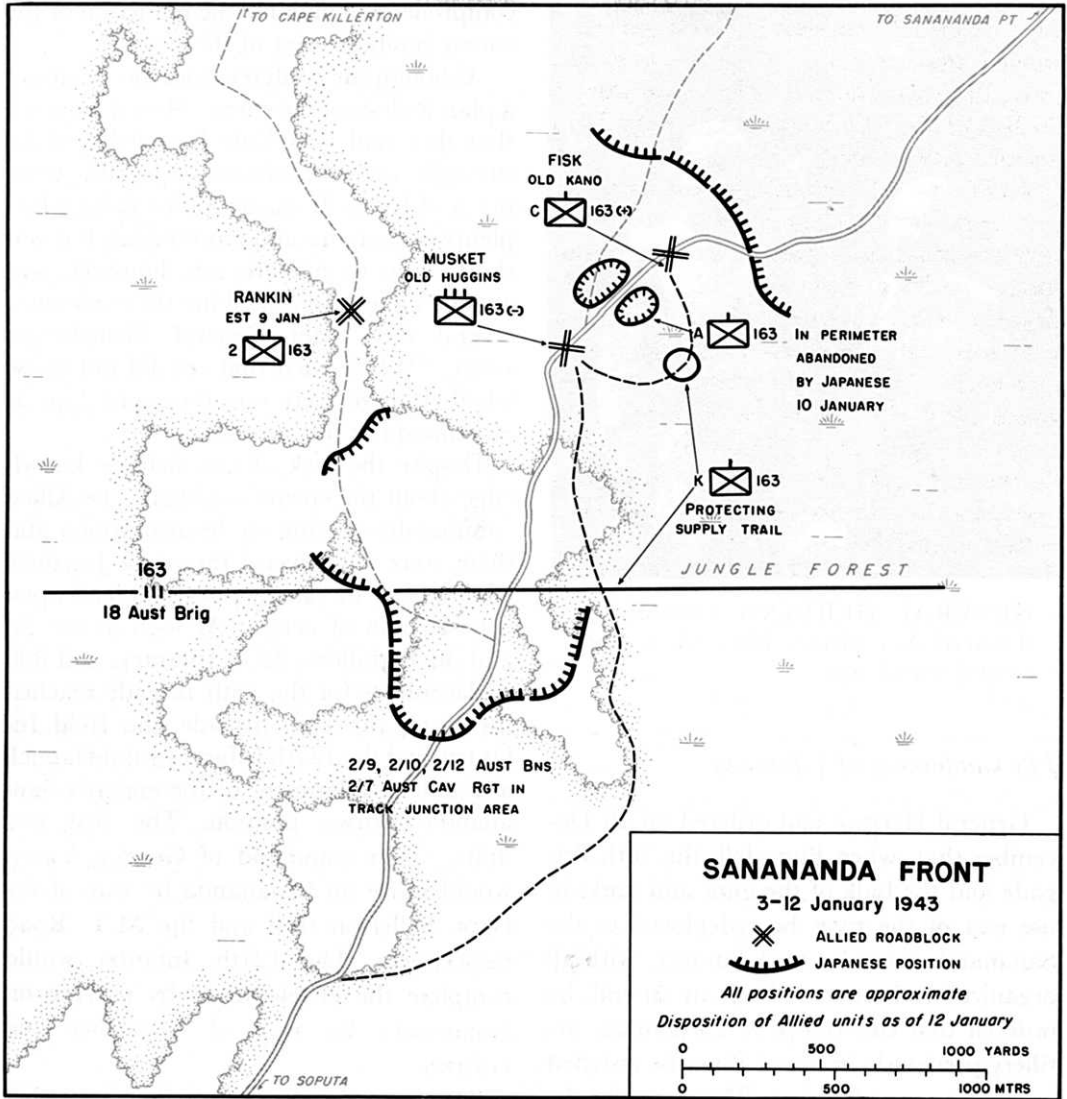 TO CAPE KILLERTON
TO SANANANDA PT
FISK
OLD KANO
C 163 (+)
MUSKET
OLD HUGGINS
163 (–)
RANKIN
EST 9 JAN
2 163
A 163
IN PERIMETER
ABANDONED
BY JAPANESE
10 JANUARY
K 163
PROTECTING
SUPPLY TRAIL
JUNGLE FOREST
163
18 Aust Brig
2/9, 2/10, 2/12 AUST BNS
2/7 AUST CAV RGT IN
TRACK JUNCTION AREA
TO SOPUTA
SANANANDA FRONT
3–12 January 1943
ALLIED ROADBLOCK
JAPANESE POSITION
All positions are approximate
Disposition of Allied units as of 12 January
0 500 1000 YARDS
0 500 1000 MTRS